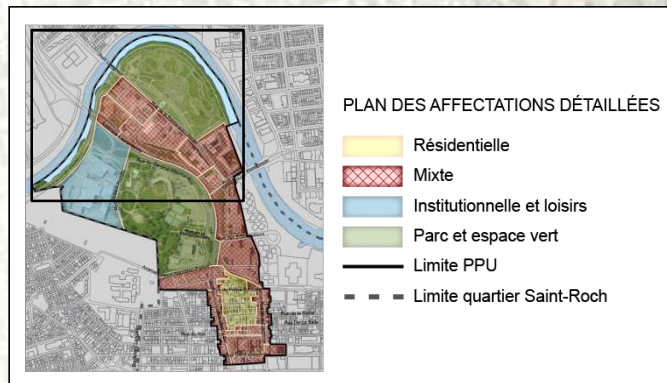 PLAN DES AFFECTATIONS DÉTAILLÉES
Résidentielle
Mixte
Institutionnelle et loisirs
Parc et espace vert
Limite PPU
Limite quartier Saint-Roch